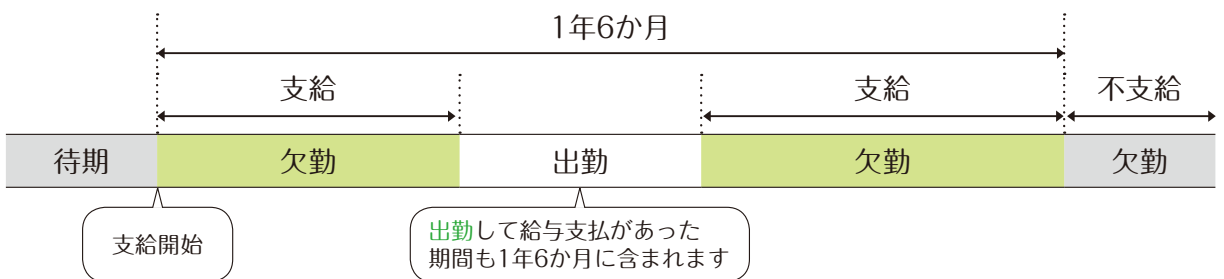 1年6か月
支給
支給
不支給
待期
欠勤
出勤
欠勤
欠勤
支給開始
出勤して給与支払があった
期間も1年6か月に含まれます